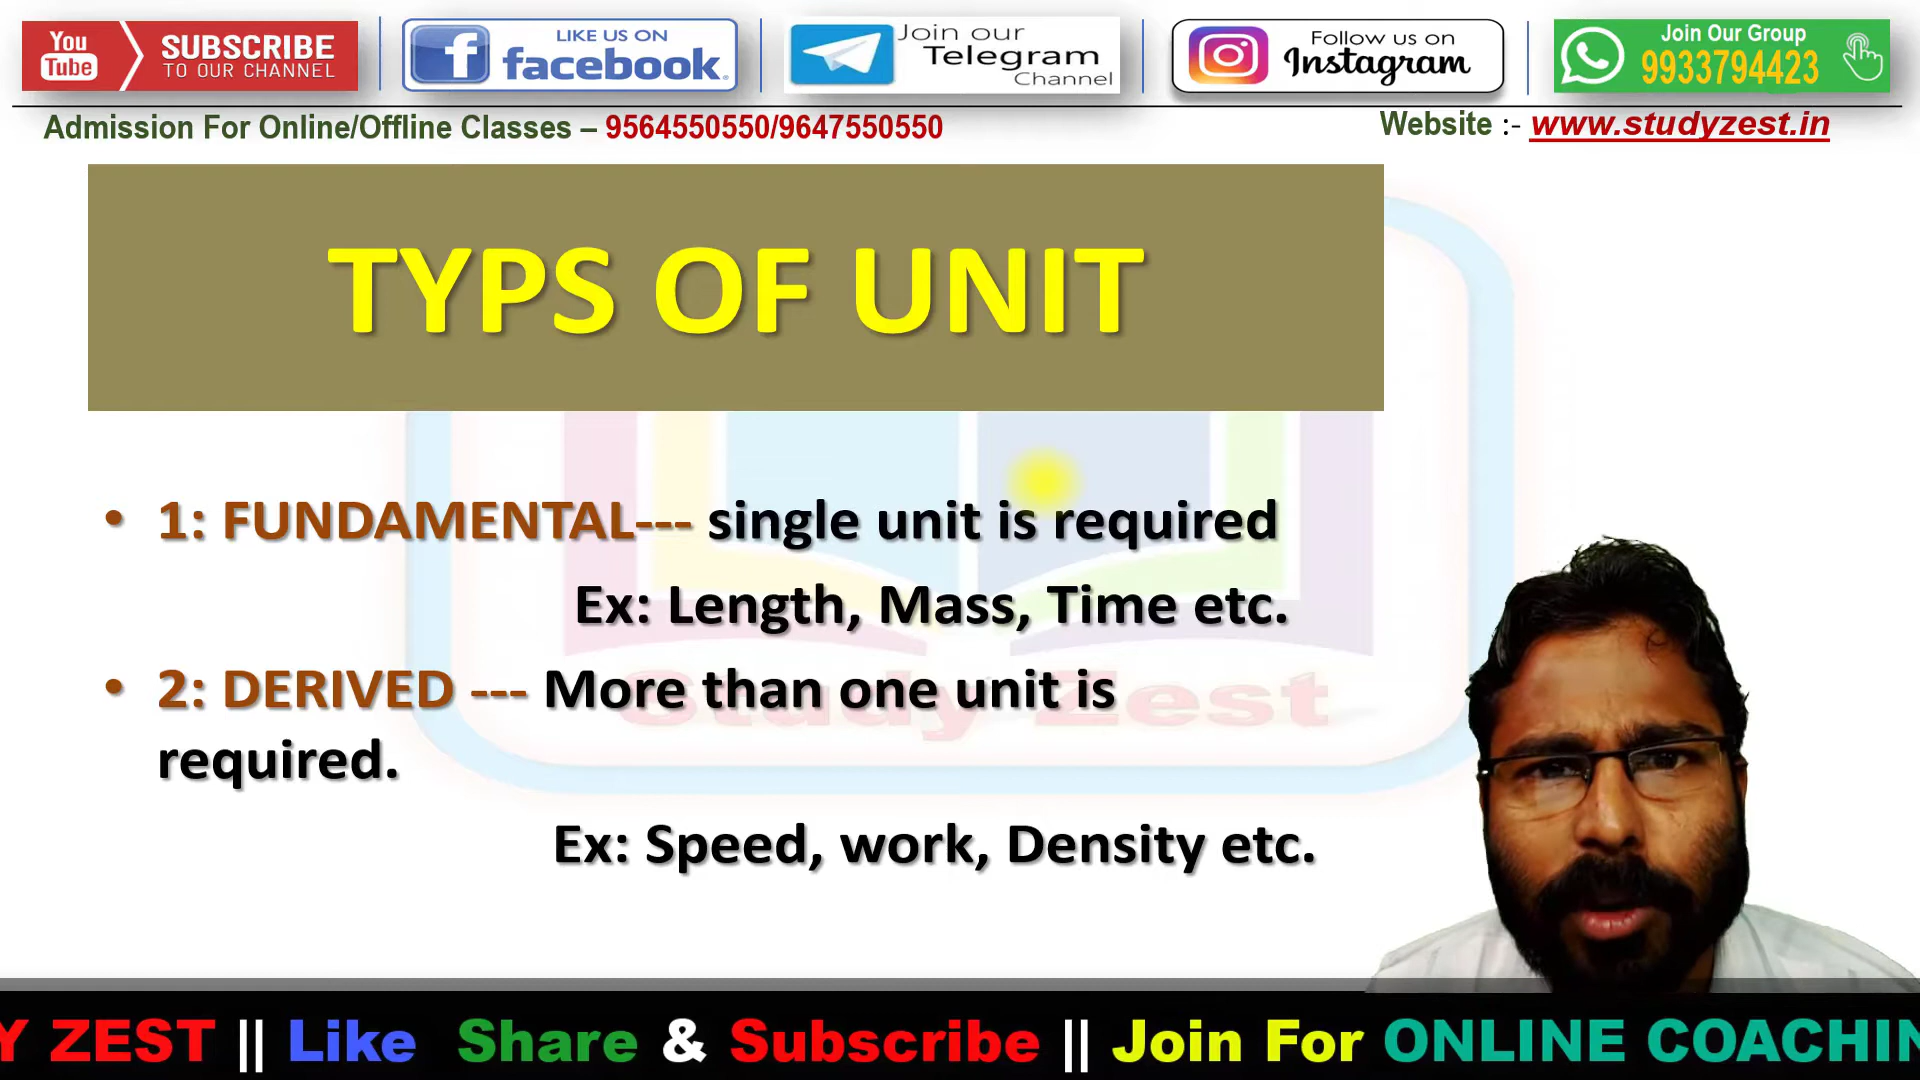 You
Tube
SUBSCRIBE
TO OUR CHANNEL
LIKE US ON
facebook
Join our
Telegram
Channel
Follow us on
Instagram
Join Our Group
9933794423
Admission For Online/Offline Classes – 9564550550/9647550550
Website :- www.studyzest.in
TYPS OF UNIT
• 1: FUNDAMENTAL--- single unit is required
Ex: Length, Mass, Time etc.
• 2: DERIVED --- More than one unit is
required.
Ex: Speed, work, Density etc.
Study Zest
Y ZEST || Like Share & Subscribe || Join For ONLINE COACHIN